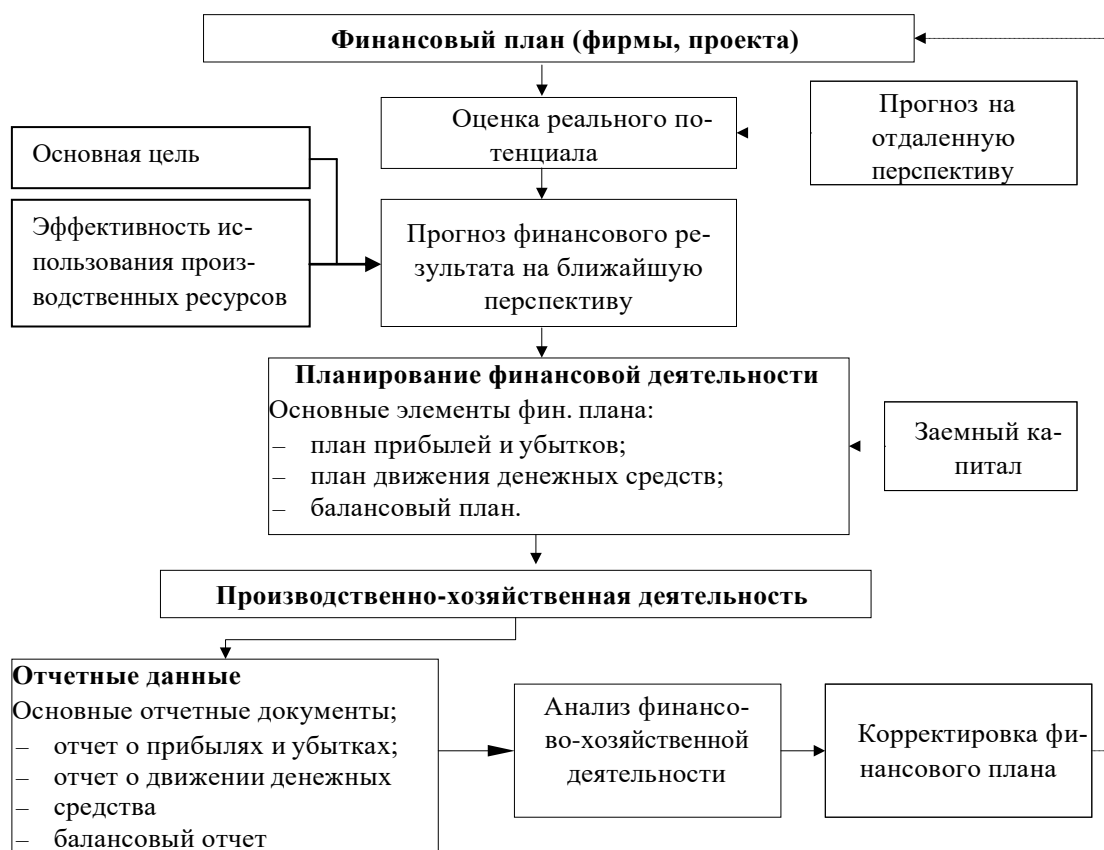 Финансовый план (фирмы, проекта)
Оценка реального по-
тенциала
Прогноз на
отдаленную
перспективу
Основная цель
Эффективность ис-
пользования произ-
водственных ресурсов
Прогноз финансового ре-
зультата на ближайшую
перспективу
Планирование финансовой деятельности
Основные элементы фин. плана:
– план прибылей и убытков;
– план движения денежных средств;
– балансовый план.
Заемный ка-
питал
Производственно-хозяйственная деятельность
Отчетные данные
Основные отчетные документы;
– отчет о прибылях и убытках;
– отчет о движении денежных
– средства
– балансовый отчет
Анализ финансо-
во-хозяйственной
деятельности
Корректировка фи-
нансового плана